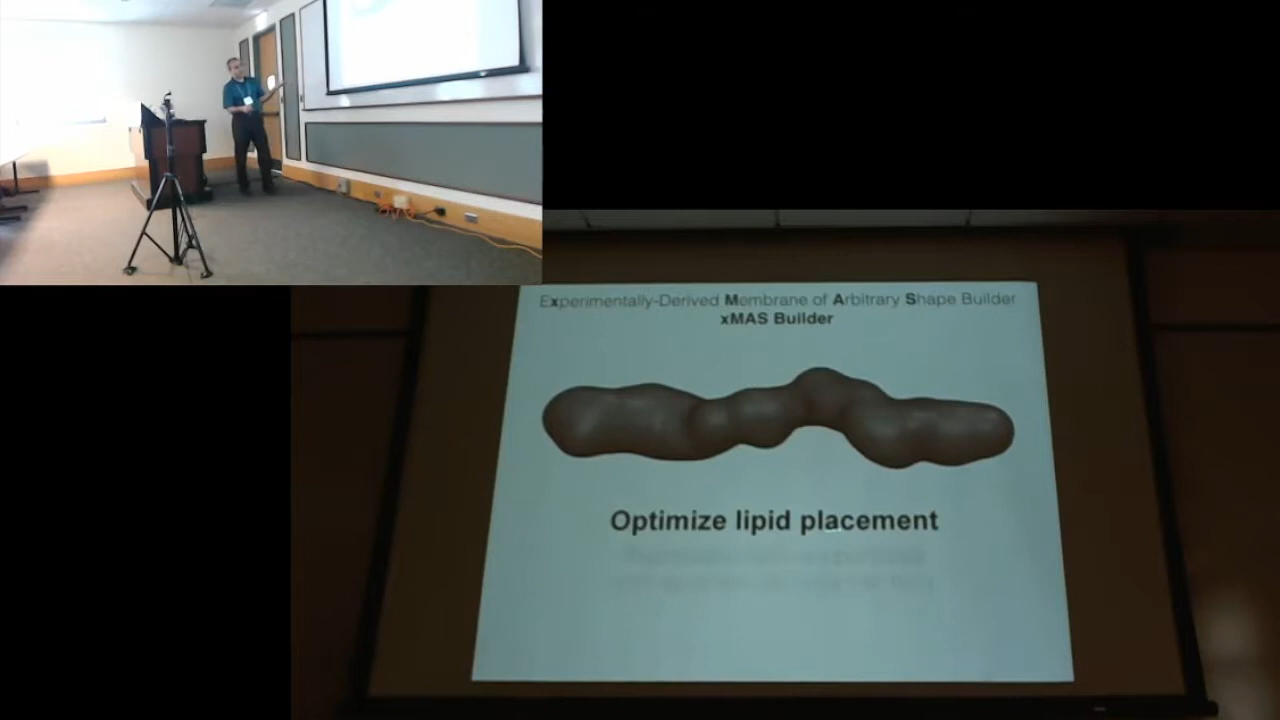 Experimentally-Derived Membrane of Arbitrary Shape Builder
xMAS Builder
Optimize lipid placement